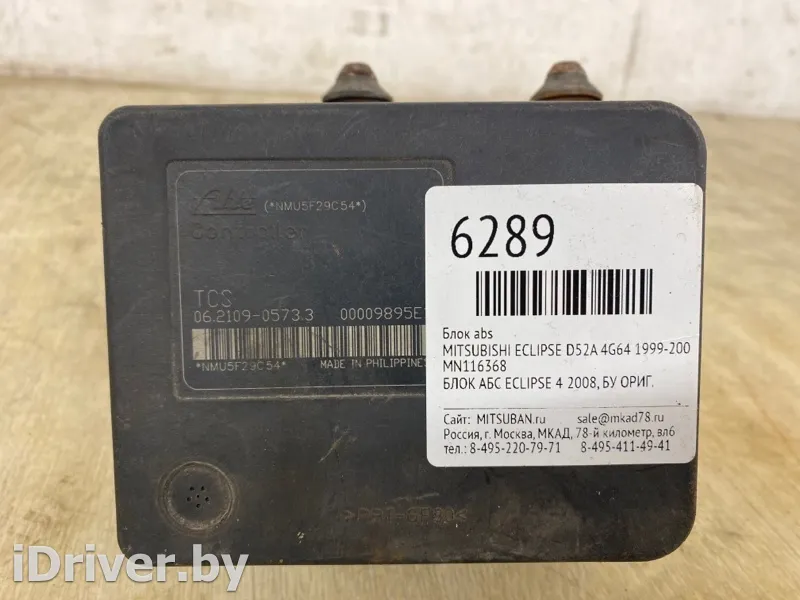 Ate (*NMU5F29C54*)
Controller
TCS
06.2109-0573.3 00009895E
*NMU5F29C54* MADE IN PHILIPPINES
6289
Блок abs
MITSUBISHI ECLIPSE D52A 4G64 1999-200
MN116368
БЛОК АБС ECLIPSE 4 2008, БУ ОРИГ.
Сайт: MITSUBAN.ru sale@mkad78.ru
Россия, г. Москва, МКАД, 78-й километр, вл6
тел.: 8-495-220-79-71 8-495-411-49-41
iDriver.by